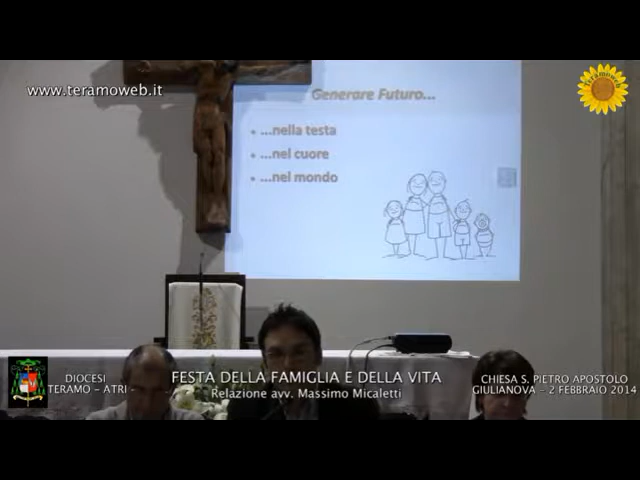 www.teramoweb.it
Generare Futuro...
...nella testa
...nel cuore
...nel mondo
DIOCESI
TERAMO - ATRI -
FESTA DELLA FAMIGLIA E DELLA VITA
Relazione avv. Massimo Micaletti
CHIESA S. PIETRO APOSTOLO
GIULIANOVA - 2 FEBBRAIO 2014